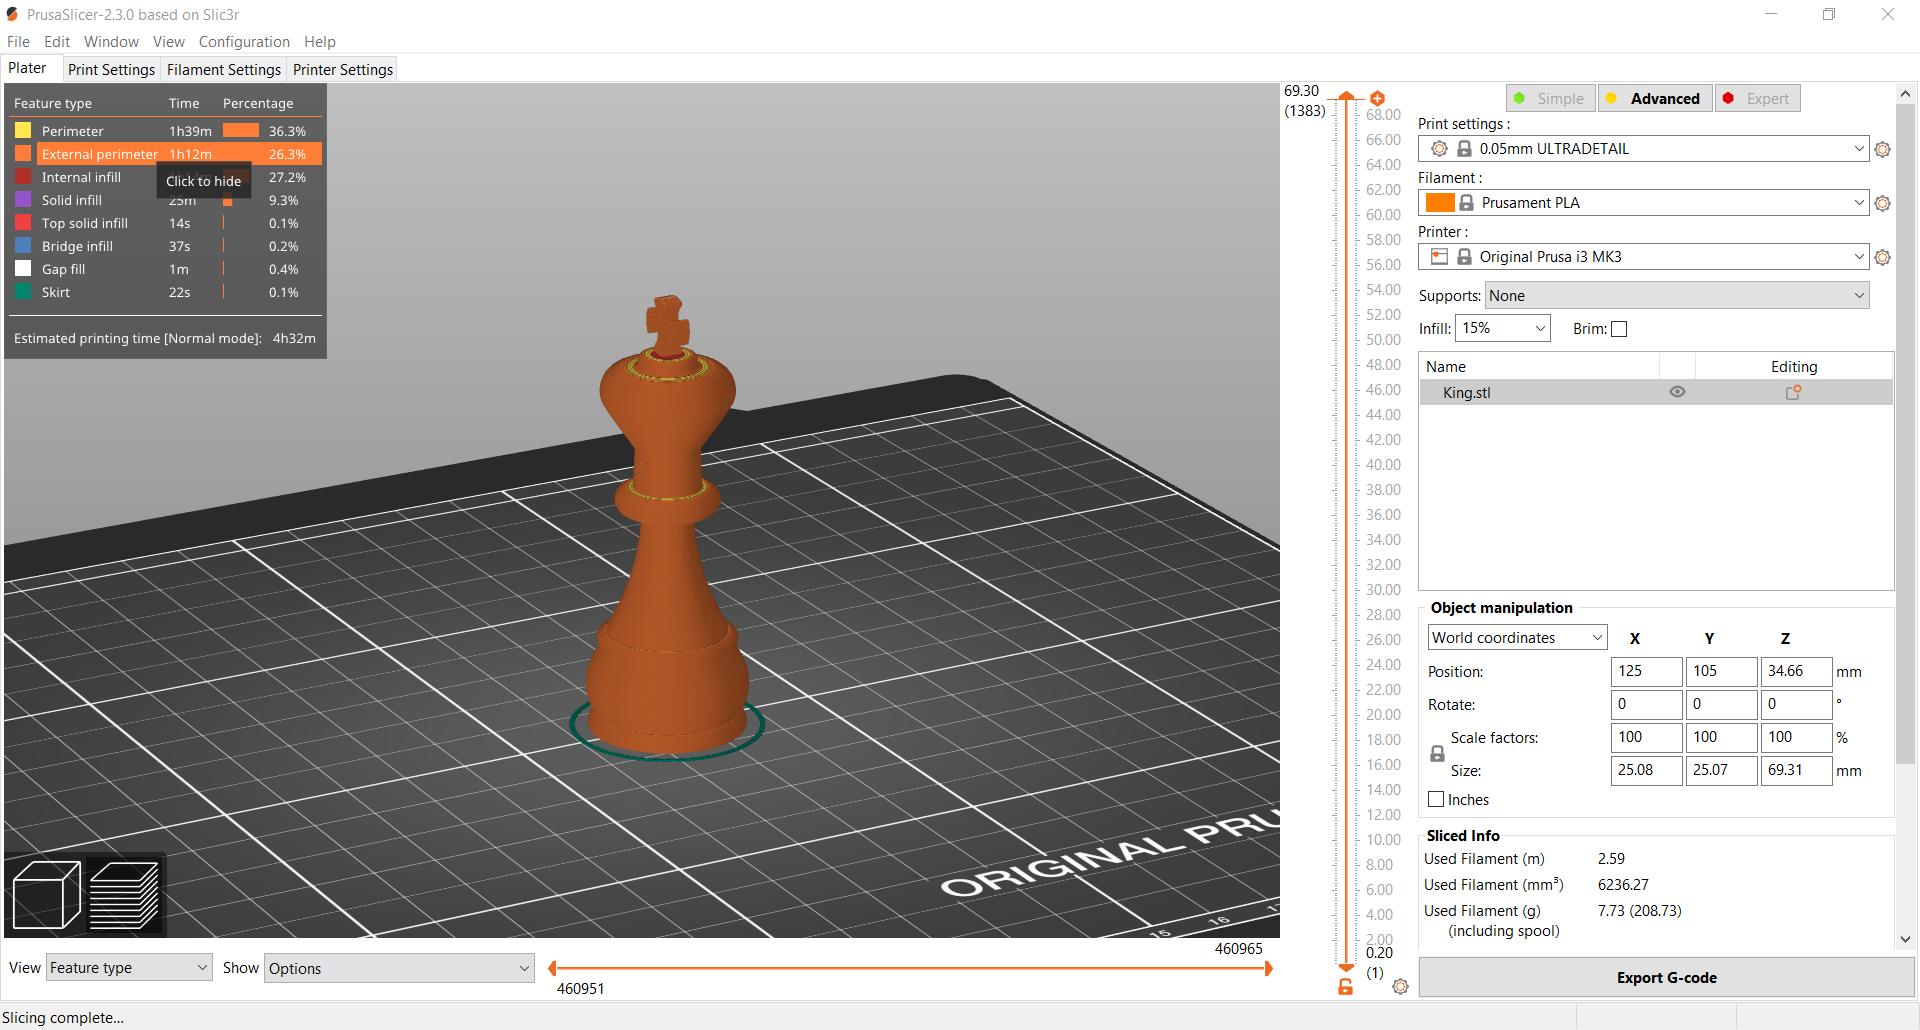 PrusaSlicer-2.3.0 based on Slic3r
File Edit Window View Configuration Help
Plater Print Settings Filament Settings Printer Settings
Feature type Time Percentage
Perimeter 1h39m 36.3%
External perimeter 1h12m 26.3%
Internal infill 27.2%
Click to hide
Solid infill 25m 9.3%
Top solid infill 14s 0.1%
Bridge infill 37s 0.2%
Gap fill 1m 0.4%
Skirt 22s 0.1%
Estimated printing time [Normal mode]: 4h32m
ORIGINAL PRU
15 16
View Feature type Show Options
460965
460951
69.30
(1383)
68.00
66.00
64.00
62.00
60.00
58.00
56.00
54.00
52.00
50.00
48.00
46.00
44.00
42.00
40.00
38.00
36.00
34.00
32.00
30.00
28.00
26.00
24.00
22.00
20.00
18.00
16.00
14.00
12.00
10.00
8.00
6.00
4.00
2.00
0.20
(1)
Simple Advanced Expert
Print settings :
0.05mm ULTRADETAIL
Filament :
Prusament PLA
Printer :
Original Prusa i3 MK3
Supports: None
Infill: 15% Brim:
Name Editing
King.stl
Object manipulation
World coordinates X Y Z
Position: 125 105 34.66 mm
Rotate: 0 0 0 °
Scale factors: 100 100 100 %
Size: 25.08 25.07 69.31 mm
Inches
Sliced Info
Used Filament (m) 2.59
Used Filament (mm³) 6236.27
Used Filament (g) 7.73 (208.73)
(including spool)
Export G-code
Slicing complete...